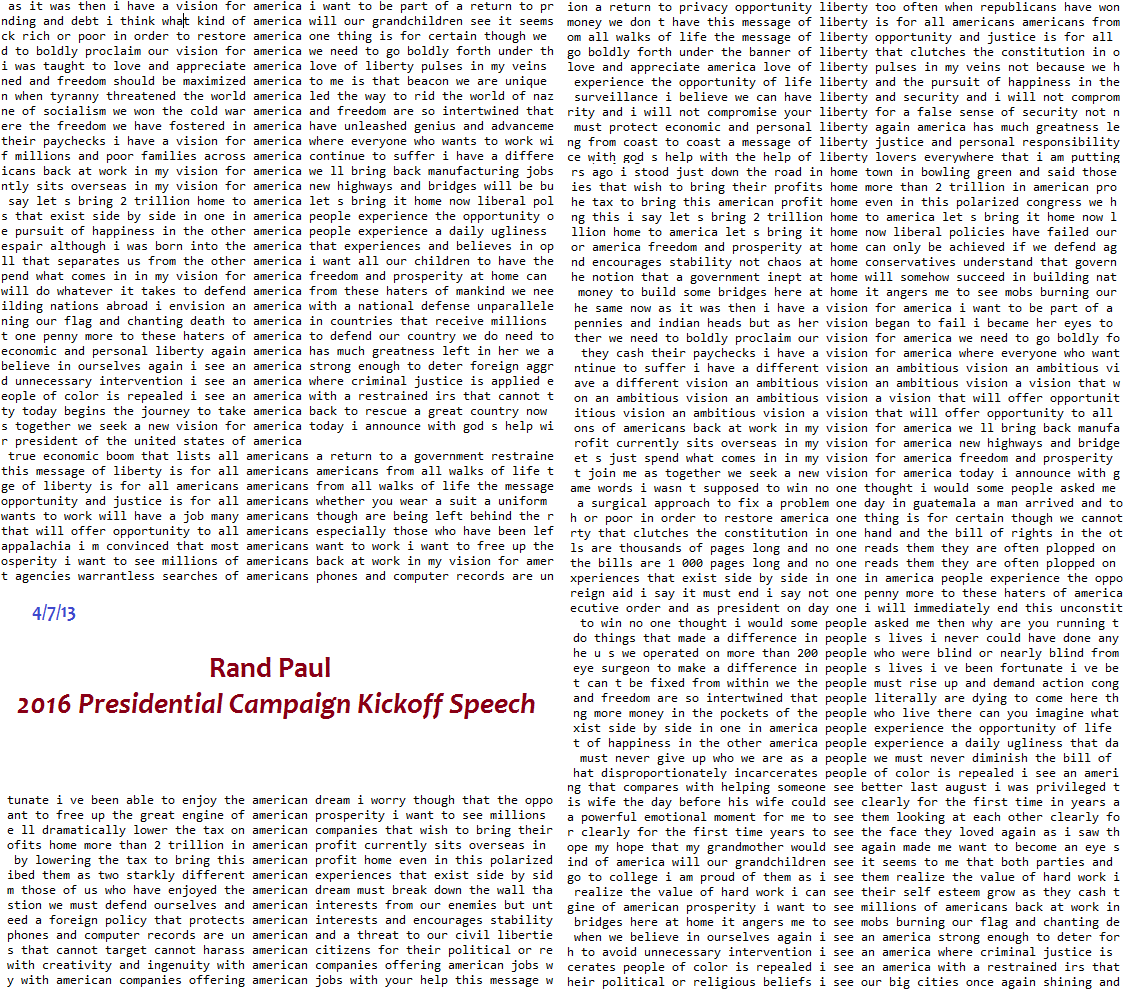 as it was then i have a vision for america i want to be part of a return to pr
nding and debt i think what kind of america will our grandchildren see it seems
ck rich or poor in order to restore america one thing is for certain though we
d to boldly proclaim our vision for america we need to go boldly forth under th
i was taught to love and appreciate america love of liberty pulses in my veins
ned and freedom should be maximized america to me is that beacon we are unique
n when tyranny threatened the world america led the way to rid the world of naz
ne of socialism we won the cold war america and freedom are so intertwined that
ere the freedom we have fostered in america have unleashed genius and advanceme
their paychecks i have a vision for america where everyone who wants to work wi
f millions and poor families across america continue to suffer i have a differe
icans back at work in my vision for america we ll bring back manufacturing jobs
ntly sits overseas in my vision for america new highways and bridges will be bu
say let s bring 2 trillion home to america let s bring it home now liberal pol
s that exist side by side in one in america people experience the opportunity o
e pursuit of happiness in the other america people experience a daily ugliness
espair although i was born into the america that experiences and believes in op
ll that separates us from the other america i want all our children to have the
pend what comes in in my vision for america freedom and prosperity at home can
will do whatever it takes to defend america from these haters of mankind we nee
ilding nations abroad i envision an america with a national defense unparallele
ning our flag and chanting death to america in countries that receive millions
t one penny more to these haters of america to defend our country we do need to
economic and personal liberty again america has much greatness left in her we a
believe in ourselves again i see an america strong enough to deter foreign aggr
d unnecessary intervention i see an america where criminal justice is applied e
eople of color is repealed i see an america with a restrained irs that cannot t
ty today begins the journey to take america back to rescue a great country now
s together we seek a new vision for america today i announce with god s help wi
r president of the united states of america
true economic boom that lists all americans a return to a government restraine
this message of liberty is for all americans americans from all walks of life t
ge of liberty is for all americans americans from all walks of life the message
opportunity and justice is for all americans whether you wear a suit a uniform
wants to work will have a job many americans though are being left behind the r
that will offer opportunity to all americans especially those who have been lef
appalachia i m convinced that most americans want to work i want to free up the
osperity i want to see millions of americans back at work in my vision for amer
t agencies warrantless searches of americans phones and computer records are un
4/7/13
Rand Paul
2016 Presidential Campaign Kickoff Speech
tunate i ve been able to enjoy the american dream i worry though that the oppo
ant to free up the great engine of american prosperity i want to see millions
e ll dramatically lower the tax on american companies that wish to bring their
ofits home more than 2 trillion in american profit currently sits overseas in
by lowering the tax to bring this american profit home even in this polarized
ibed them as two starkly different american experiences that exist side by sid
m those of us who have enjoyed the american dream must break down the wall tha
stion we must defend ourselves and american interests from our enemies but unt
eed a foreign policy that protects american interests and encourages stability
phones and computer records are un american and a threat to our civil libertie
s that cannot target cannot harass american citizens for their political or re
with creativity and ingenuity with american companies offering american jobs w
y with american companies offering american jobs with your help this message w
ion a return to privacy opportunity liberty too often when republicans have won
money we don t have this message of liberty is for all americans americans from
om all walks of life the message of liberty opportunity and justice is for all
go boldly forth under the banner of liberty that clutches the constitution in o
love and appreciate america love of liberty pulses in my veins not because we h
experience the opportunity of life liberty and the pursuit of happiness in the
surveillance i believe we can have liberty and security and i will not comprom
rity and i will not compromise your liberty for a false sense of security not n
must protect economic and personal liberty again america has much greatness le
ng from coast to coast a message of liberty justice and personal responsibility
ce with god s help with the help of liberty lovers everywhere that i am putting
rs ago i stood just down the road in home town in bowling green and said those
ies that wish to bring their profits home more than 2 trillion in american pro
he tax to bring this american profit home even in this polarized congress we h
ng this i say let s bring 2 trillion home to america let s bring it home now l
llion home to america let s bring it home now liberal policies have failed our
or america freedom and prosperity at home can only be achieved if we defend ag
nd encourages stability not chaos at home conservatives understand that govern
he notion that a government inept at home will somehow succeed in building nat
money to build some bridges here at home it angers me to see mobs burning our
he same now as it was then i have a vision for america i want to be part of a
pennies and indian heads but as her vision began to fail i became her eyes to
ther we need to boldly proclaim our vision for america we need to go boldly fo
they cash their paychecks i have a vision for america where everyone who want
ntinue to suffer i have a different vision an ambitious vision an ambitious vi
ave a different vision an ambitious vision an ambitious vision a vision that w
on an ambitious vision an ambitious vision a vision that will offer opportunit
itious vision an ambitious vision a vision that will offer opportunity to all
ons of americans back at work in my vision for america we ll bring back manufa
rofit currently sits overseas in my vision for america new highways and bridge
et s just spend what comes in in my vision for america freedom and prosperity
t join me as together we seek a new vision for america today i announce with g
ame words i wasn t supposed to win no one thought i would some people asked me
a surgical approach to fix a problem one day in guatemala a man arrived and to
h or poor in order to restore america one thing is for certain though we cannot
rty that clutches the constitution in one hand and the bill of rights in the ot
ls are thousands of pages long and no one reads them they are often plopped on
the bills are 1 000 pages long and no one reads them they are often plopped on
xperiences that exist side by side in one in america people experience the oppo
reign aid i say it must end i say not one penny more to these haters of america
ecutive order and as president on day one i will immediately end this unconstit
to win no one thought i would some people asked me then why are you running t
do things that made a difference in people s lives i never could have done any
he u s we operated on more than 200 people who were blind or nearly blind from
eye surgeon to make a difference in people s lives i ve been fortunate i ve be
t can t be fixed from within we the people must rise up and demand action cong
and freedom are so intertwined that people literally are dying to come here th
ng more money in the pockets of the people who live there can you imagine what
xist side by side in one in america people experience the opportunity of life
t of happiness in the other america people experience a daily ugliness that da
must never give up who we are as a people we must never diminish the bill of
hat disproportionately incarcerates people of color is repealed i see an ameri
ng that compares with helping someone see better last august i was privileged t
is wife the day before his wife could see clearly for the first time in years a
a powerful emotional moment for me to see them looking at each other clearly fo
r clearly for the first time years to see the face they loved again as i saw th
ope my hope that my grandmother would see again made me want to become an eye s
ind of america will our grandchildren see it seems to me that both parties and
go to college i am proud of them as i see them realize the value of hard work i
realize the value of hard work i can see their self esteem grow as they cash t
gine of american prosperity i want to see millions of americans back at work in
bridges here at home it angers me to see mobs burning our flag and chanting de
when we believe in ourselves again i see an america strong enough to deter for
h to avoid unnecessary intervention i see an america where criminal justice is
cerates people of color is repealed i see an america with a restrained irs that
heir political or religious beliefs i see our big cities once again shining and